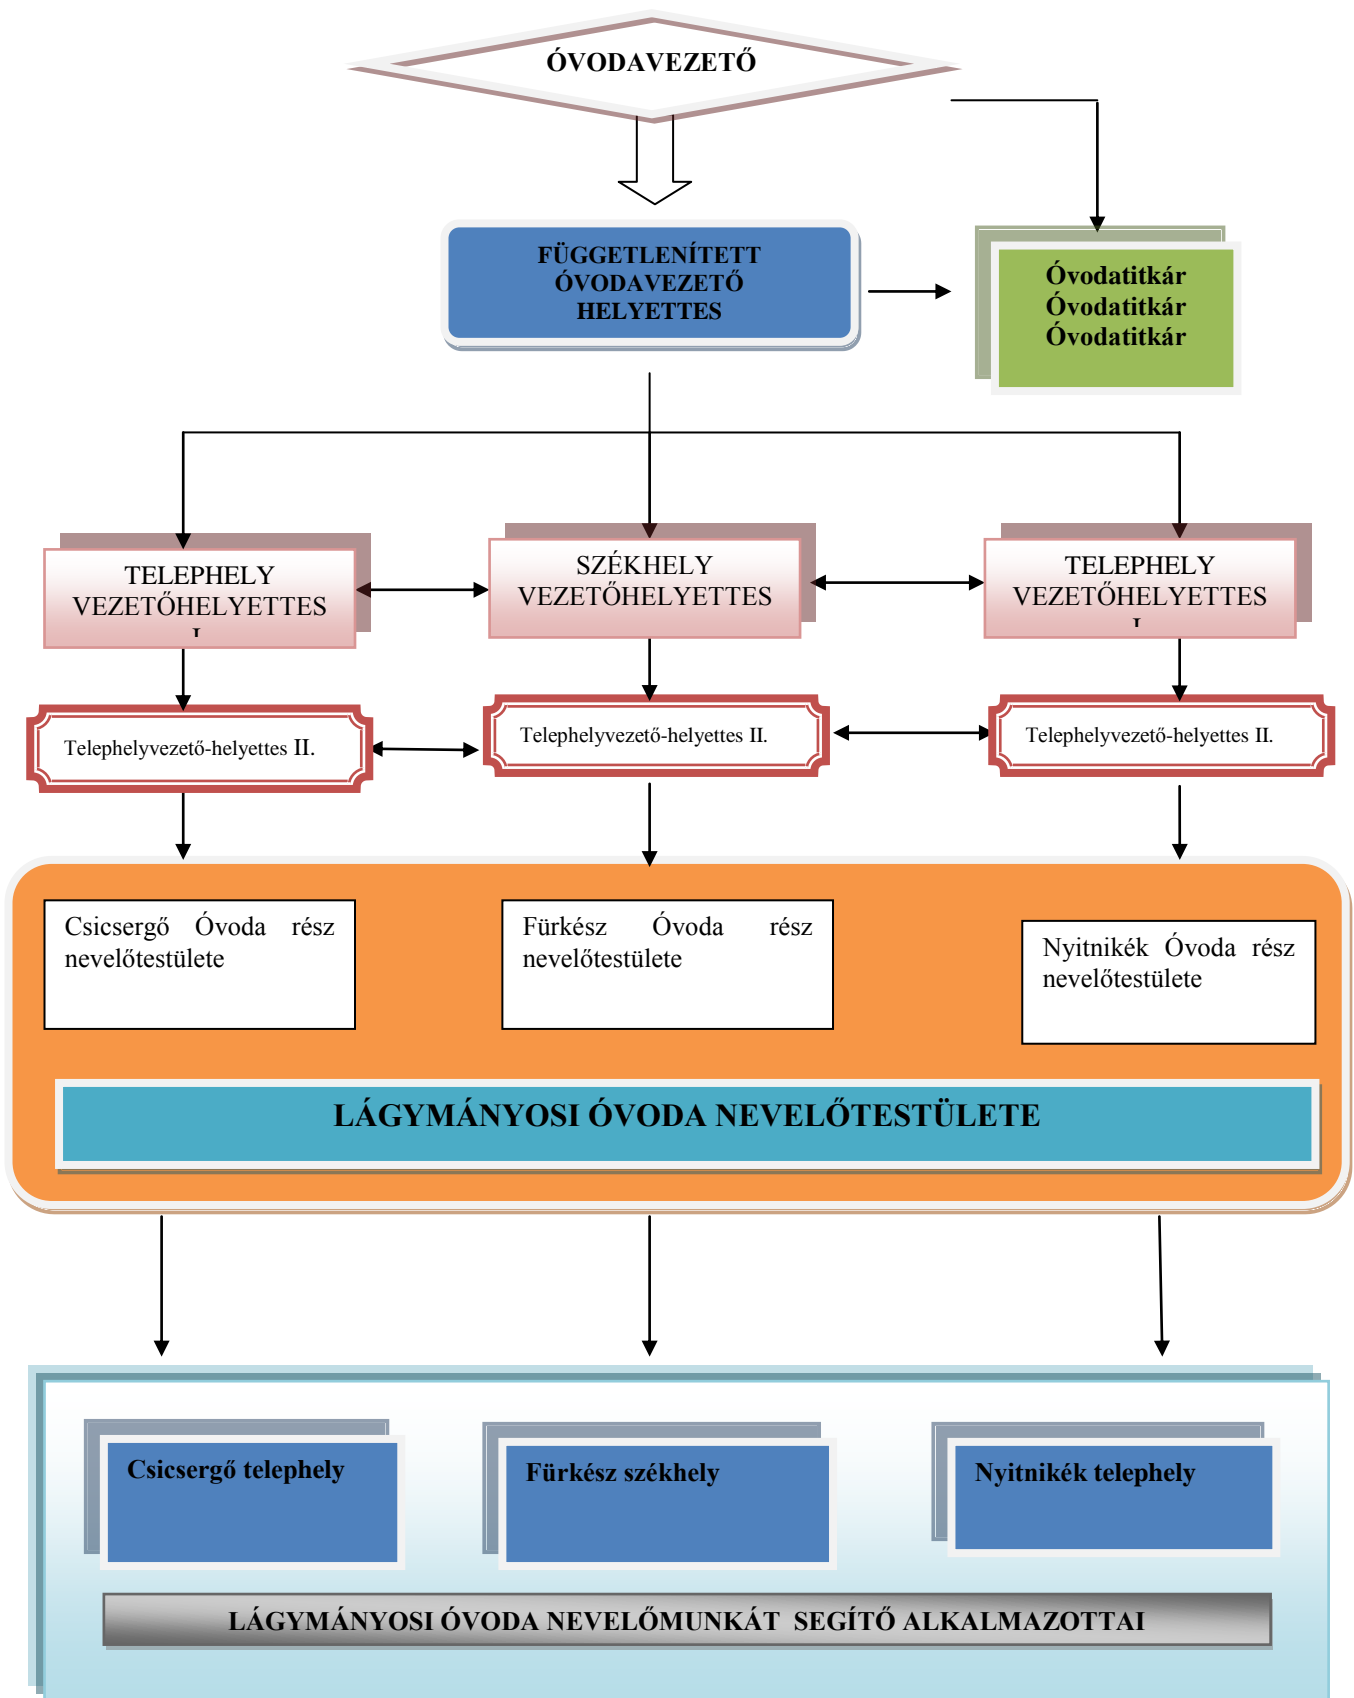 ÓVODAVEZETŐ
FÜGGETLENÍTETT
ÓVODAVEZETŐ
HELYETTES
Óvodatitkár
Óvodatitkár
Óvodatitkár
TELEPHELY
VEZETŐHELYETTES
I.
SZÉKHELY
VEZETŐHELYETTES
TELEPHELY
VEZETŐHELYETTES
I.
Telephelyvezető-helyettes II.
Telephelyvezető-helyettes II.
Telephelyvezető-helyettes II.
Csicsergő Óvoda rész
nevelőtestülete
Fürkész Óvoda rész
nevelőtestülete
Nyitnikék Óvoda rész
nevelőtestülete
LÁGYMÁNYOSI ÓVODA NEVELŐTESTÜLETE
Csicsergő telephely
Fürkész székhely
Nyitnikék telephely
LÁGYMÁNYOSI ÓVODA NEVELŐMUNKÁT SEGÍTŐ ALKALMAZOTTAI